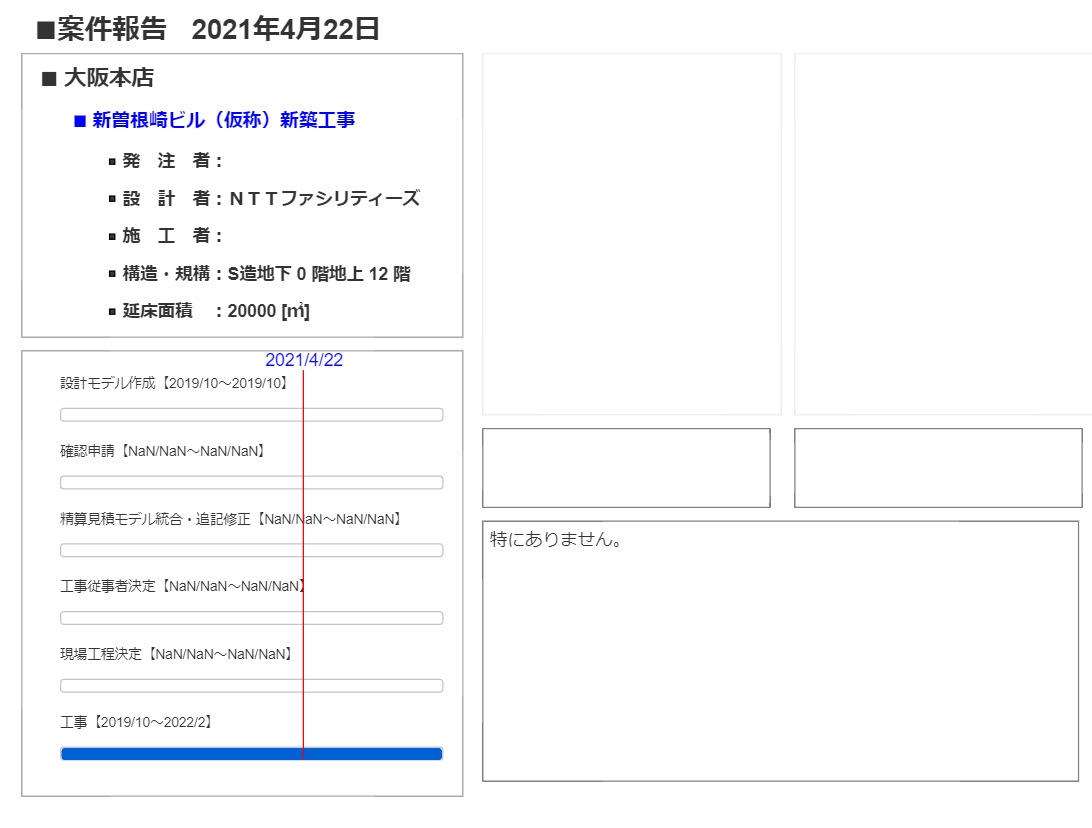 ■案件報告　2021年4月22日
■ 大阪本店
■ 新曽根崎ビル（仮称）新築工事
▪ 発　注　者：
▪ 設　計　者：ＮＴＴファシリティーズ
▪ 施　工　者：
▪ 構造・規構：S造地下 0 階地上 12 階
▪ 延床面積　：20000 [㎡]
2021/4/22
設計モデル作成【2019/10～2019/10】
確認申請【NaN/NaN～NaN/NaN】
精算見積モデル統合・追記修正【NaN/NaN～NaN/NaN】
工事従事者決定【NaN/NaN～NaN/NaN】
現場工程決定【NaN/NaN～NaN/NaN】
工事【2019/10～2022/2】
特にありません。